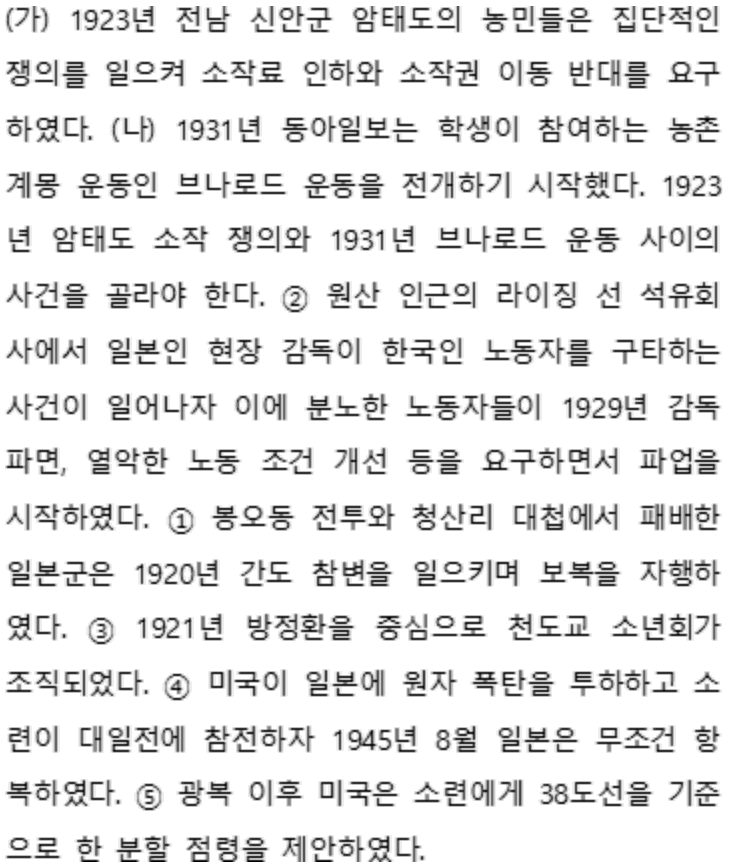 (가) 1923년 전남 신안군 암태도의 농민들은 집단적인
쟁의를 일으켜 소작료 인하와 소작권 이동 반대를 요구
하였다. (나) 1931년 동아일보는 학생이 참여하는 농촌
계몽 운동인 브나로드 운동을 전개하기 시작했다. 1923
년 암태도 소작 쟁의와 1931년 브나로드 운동 사이의
사건을 골라야 한다. ② 원산 인근의 라이징 선 석유회
사에서 일본인 현장 감독이 한국인 노동자를 구타하는
사건이 일어나자 이에 분노한 노동자들이 1929년 감독
파면, 열악한 노동 조건 개선 등을 요구하면서 파업을
시작하였다. ① 봉오동 전투와 청산리 대첩에서 패배한
일본군은 1920년 간도 참변을 일으키며 보복을 자행하
였다. ③ 1921년 방정환을 중심으로 천도교 소년회가
조직되었다. ④ 미국이 일본에 원자 폭탄을 투하하고 소
련이 대일전에 참전하자 1945년 8월 일본은 무조건 항
복하였다. ⑤ 광복 이후 미국은 소련에게 38도선을 기준
으로 한 분할 점령을 제안하였다.